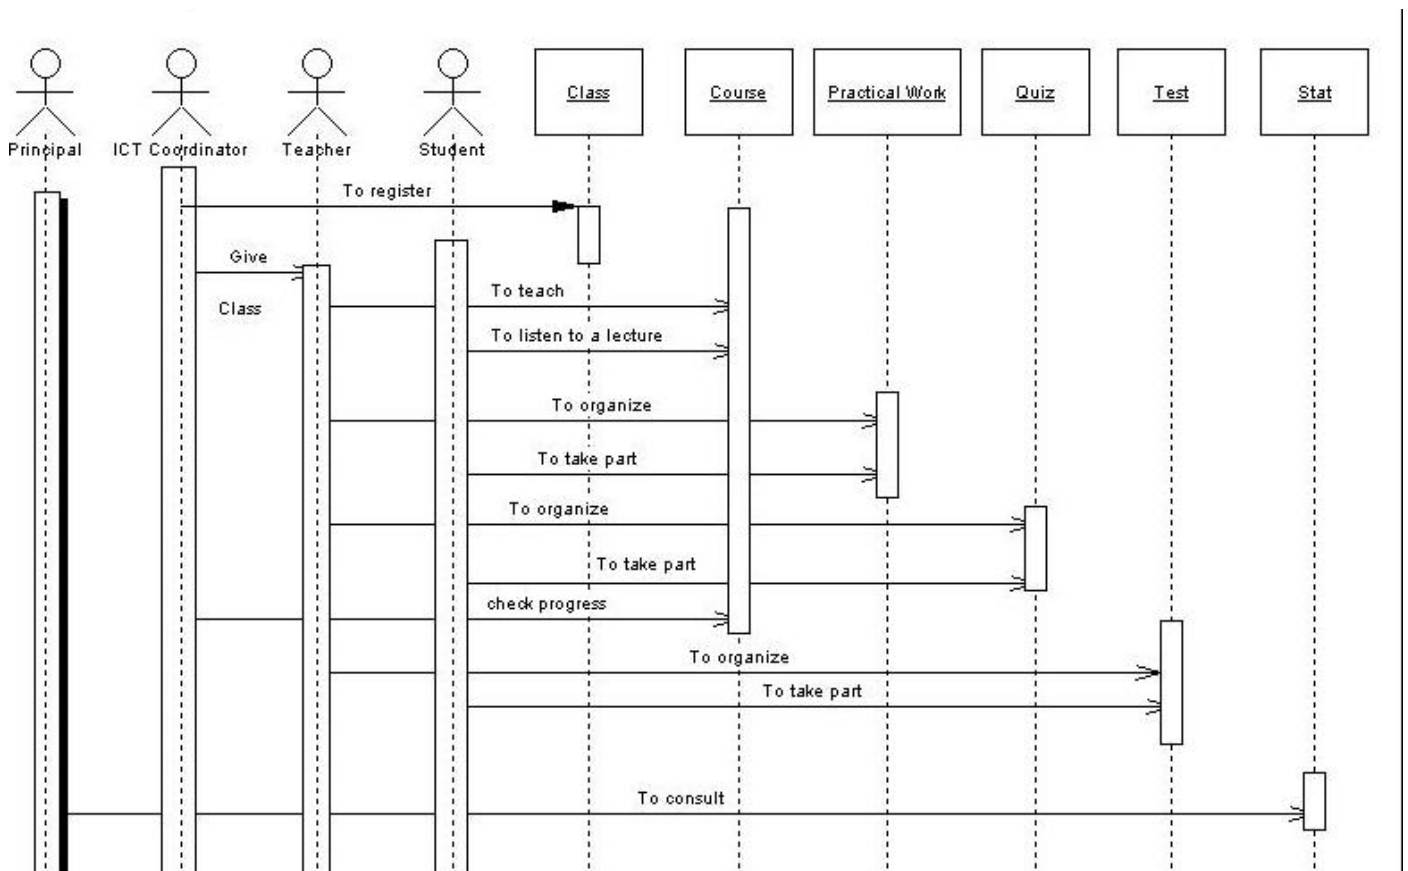 Class
Course
Practical Work
Quiz
Test
Stat
Principal
ICT Coordinator
Teacher
Student
To register
Give
Class
To teach
To listen to a lecture
To organize
To take part
To organize
To take part
check progress
To organize
To take part
To consult